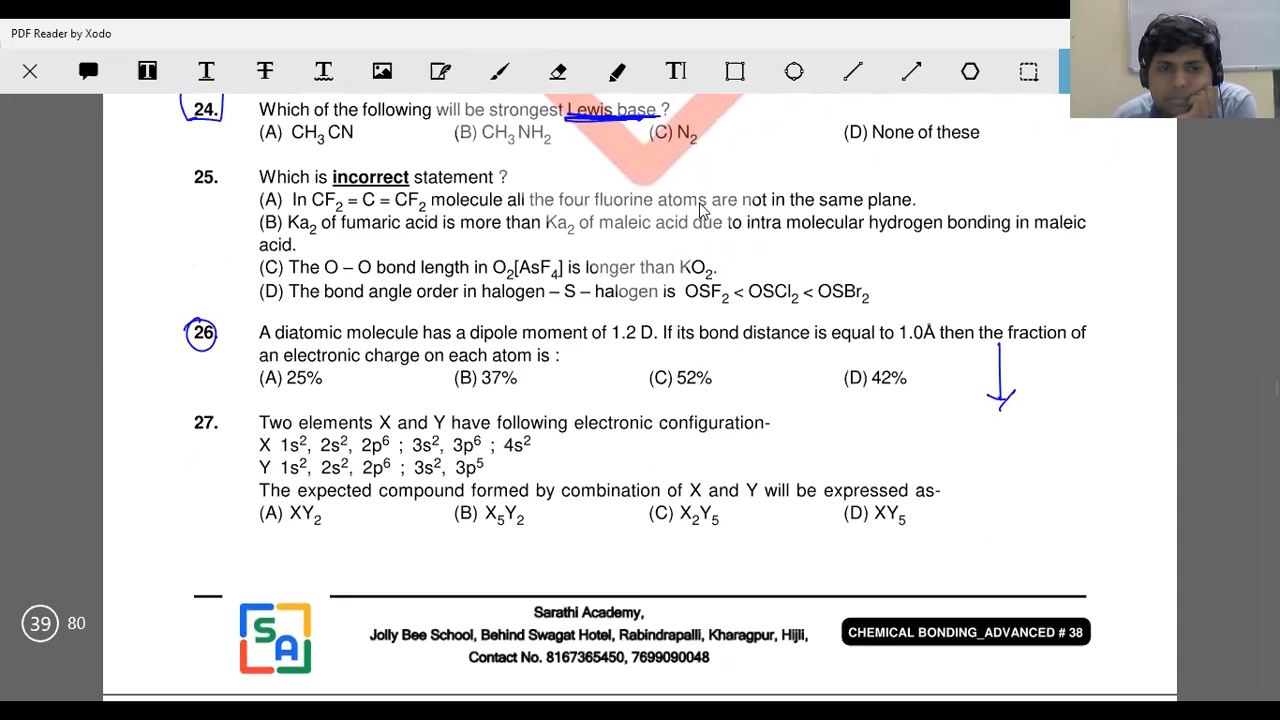 PDF Reader by Xodo
24. Which of the following will be strongest Lewis base ?
(A) CH3 CN (B) CH3 NH2 (C) N2 (D) None of these
25. Which is incorrect statement ?
(A) In CF2 = C = CF2 molecule all the four fluorine atoms are not in the same plane.
(B) Ka2 of fumaric acid is more than Ka2 of maleic acid due to intra molecular hydrogen bonding in maleic
acid.
(C) The O – O bond length in O2[AsF4] is longer than KO2.
(D) The bond angle order in halogen – S – halogen is OSF2 < OSCl2 < OSBr2
26. A diatomic molecule has a dipole moment of 1.2 D. If its bond distance is equal to 1.0Å then the fraction of
an electronic charge on each atom is :
(A) 25% (B) 37% (C) 52% (D) 42%
27. Two elements X and Y have following electronic configuration-
X 1s2, 2s2, 2p6 ; 3s2, 3p6 ; 4s2
Y 1s2, 2s2, 2p6 ; 3s2, 3p5
The expected compound formed by combination of X and Y will be expressed as-
(A) XY2 (B) X5Y2 (C) X2Y5 (D) XY5
39 80
S
A
Sarathi Academy,
Jolly Bee School, Behind Swagat Hotel, Rabindrapalli, Kharagpur, Hijli,
Contact No. 8167365450, 7699090048
CHEMICAL BONDING_ADVANCED # 38